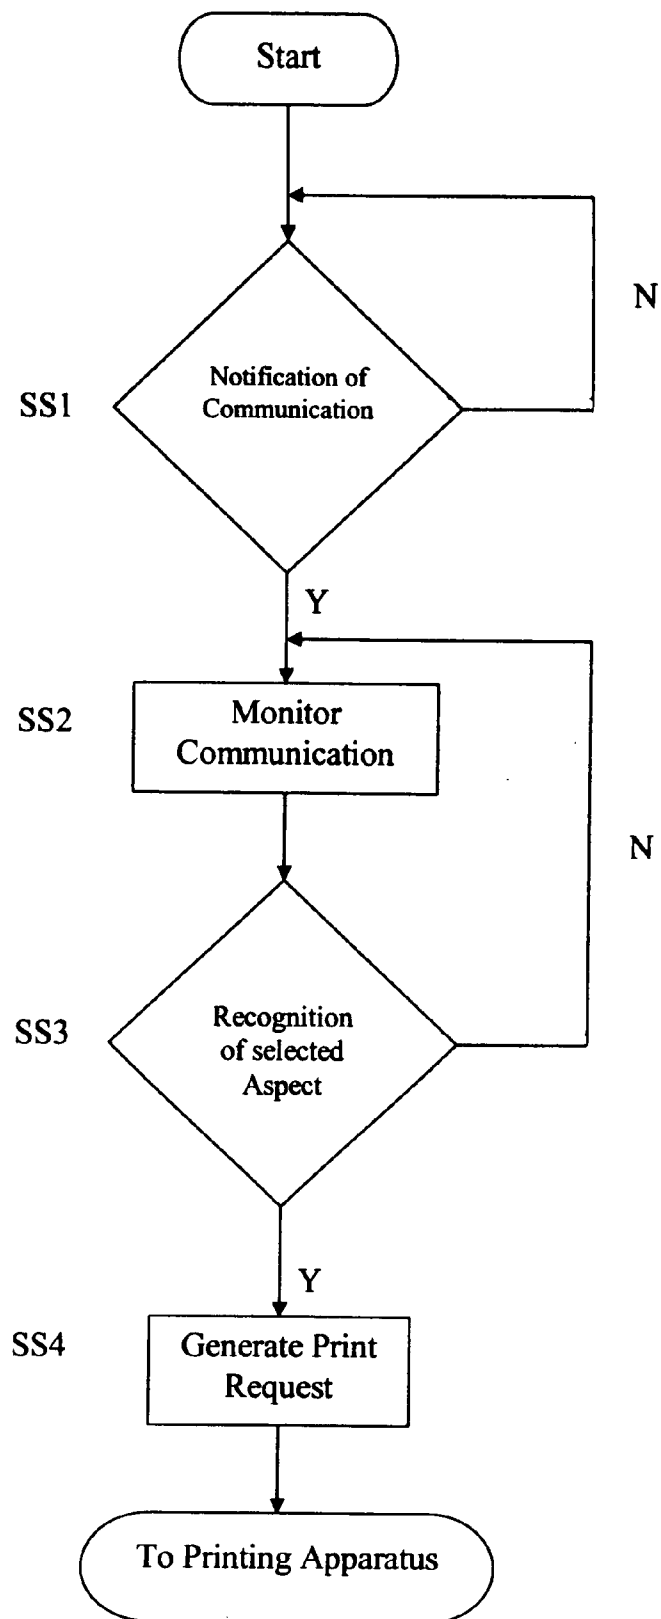 Start
N
Notification of
Communication
SS1
Y
SS2
Monitor
Communication
N
SS3
Recognition
of selected
Aspect
Y
SS4
Generate Print
Request
To Printing Apparatus